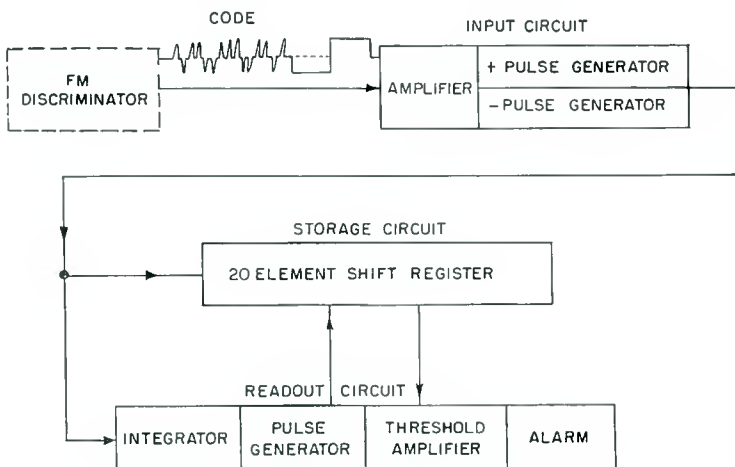 CODE
INPUT CIRCUIT
FM
DISCRIMINATOR
AMPLIFIER
+ PULSE GENERATOR
- PULSE GENERATOR
STORAGE CIRCUIT
20 ELEMENT SHIFT REGISTER
READOUT CIRCUIT
INTEGRATOR
PULSE
GENERATOR
THRESHOLD
AMPLIFIER
ALARM